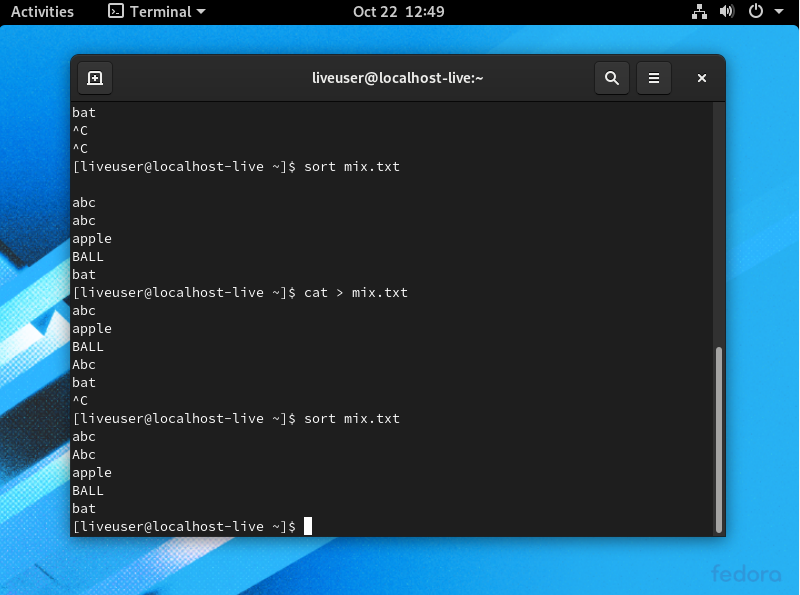 Activities Terminal Oct 22 12:49
liveuser@localhost-live:~
bat
^C
^C
[liveuser@localhost-live ~]$ sort mix.txt
abc
abc
apple
BALL
bat
[liveuser@localhost-live ~]$ cat > mix.txt
abc
apple
BALL
Abc
bat
^C
[liveuser@localhost-live ~]$ sort mix.txt
abc
Abc
apple
BALL
bat
[liveuser@localhost-live ~]$
fedora